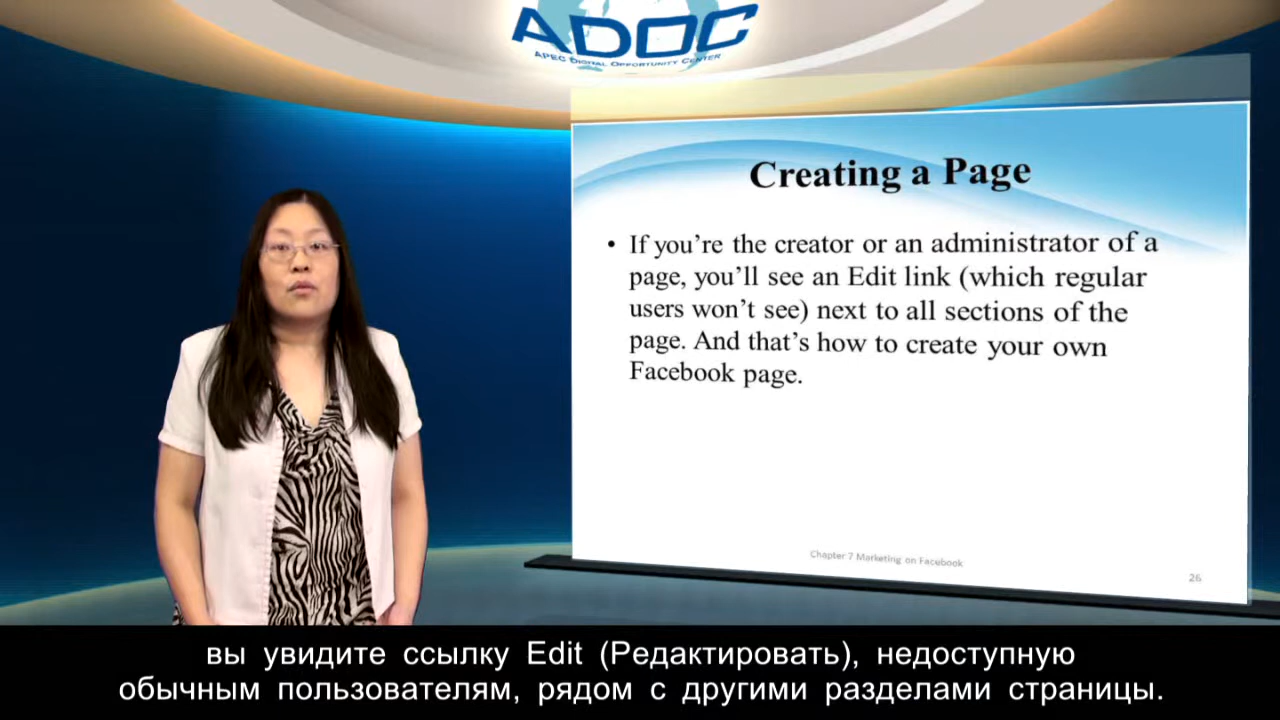 ADOC
APEC DIGITAL OPPORTUNITY CENTER
Creating a Page
• If you're the creator or an administrator of a
page, you'll see an Edit link (which regular
users won't see) next to all sections of the
page. And that's how to create your own
Facebook page.
Chapter 7 Marketing on Facebook
26
вы увидите ссылку Edit (Редактировать), недоступную
обычным пользователям, рядом с другими разделами страницы.